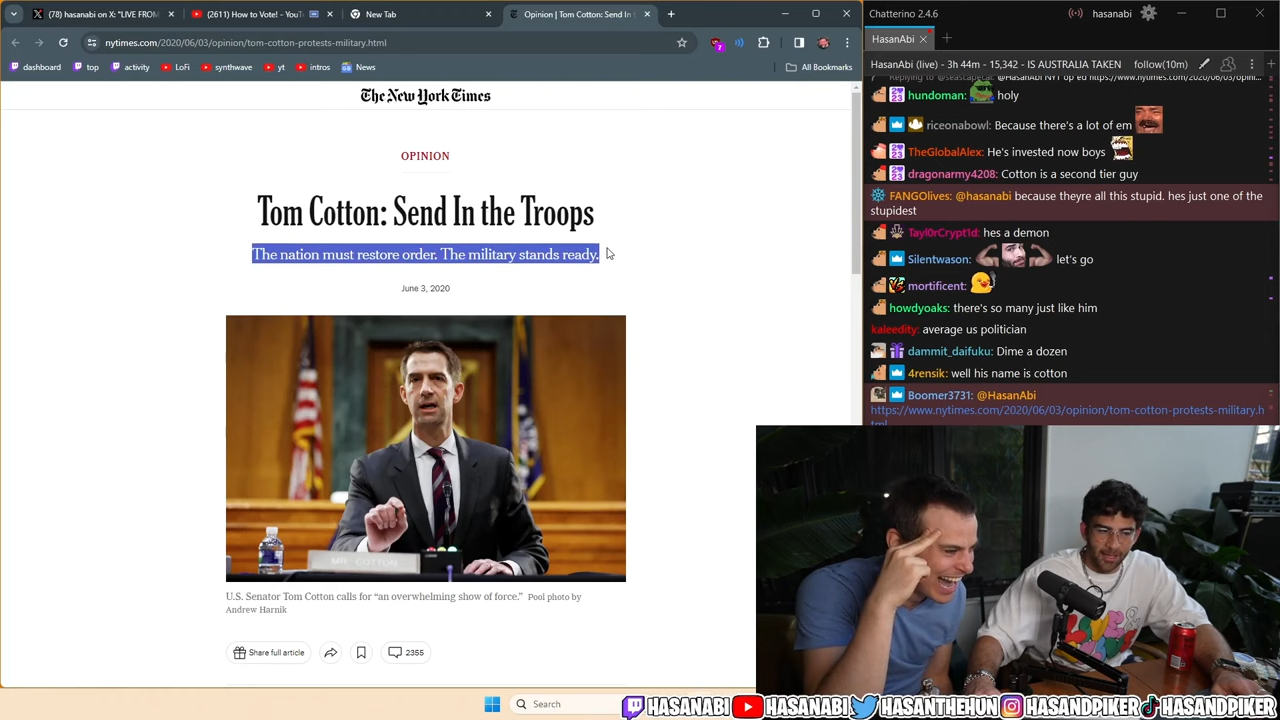 (78) hasanabi on X: "LIVE FROM
(2611) How to Vote! - YouT
New Tab
Opinion | Tom Cotton: Send In t
nytimes.com/2020/06/03/opinion/tom-cotton-protests-military.html
7
dashboard
top
activity
LoFi
synthwave
yt
intros
News
All Bookmarks
The New York Times
OPINION
Tom Cotton: Send In the Troops
The nation must restore order. The military stands ready.
June 3, 2020
MR. COTTON
U.S. Senator Tom Cotton calls for “an overwhelming show of force.” Pool photo by
Andrew Harnik
Share full article
2355
Search
Chatterino 2.4.6
hasanabi
HasanAbi
HasanAbi (live) - 3h 44m - 15,342 - IS AUSTRALIA TAKEN
follow(10m)
hundoman: holy
riceonabowl: Because there's a lot of em
TheGlobalAlex: He's invested now boys
dragonarmy4208: Cotton is a second tier guy
FANGOlives: @hasanabi because theyre all this stupid. hes just one of the
stupidest
Tayl0rCrypt1d: hes a demon
Silentwason: let's go
mortificent:
howdyoaks: there's so many just like him
kaleedity: average us politician
dammit_daifuku: Dime a dozen
4rensik: well his name is cotton
Boomer3731: @HasanAbi
https://www.nytimes.com/2020/06/03/opinion/tom-cotton-protests-military.h
HASANABI HASANABI HASANTHEHUN HASANDPIKER HASANDPIKER